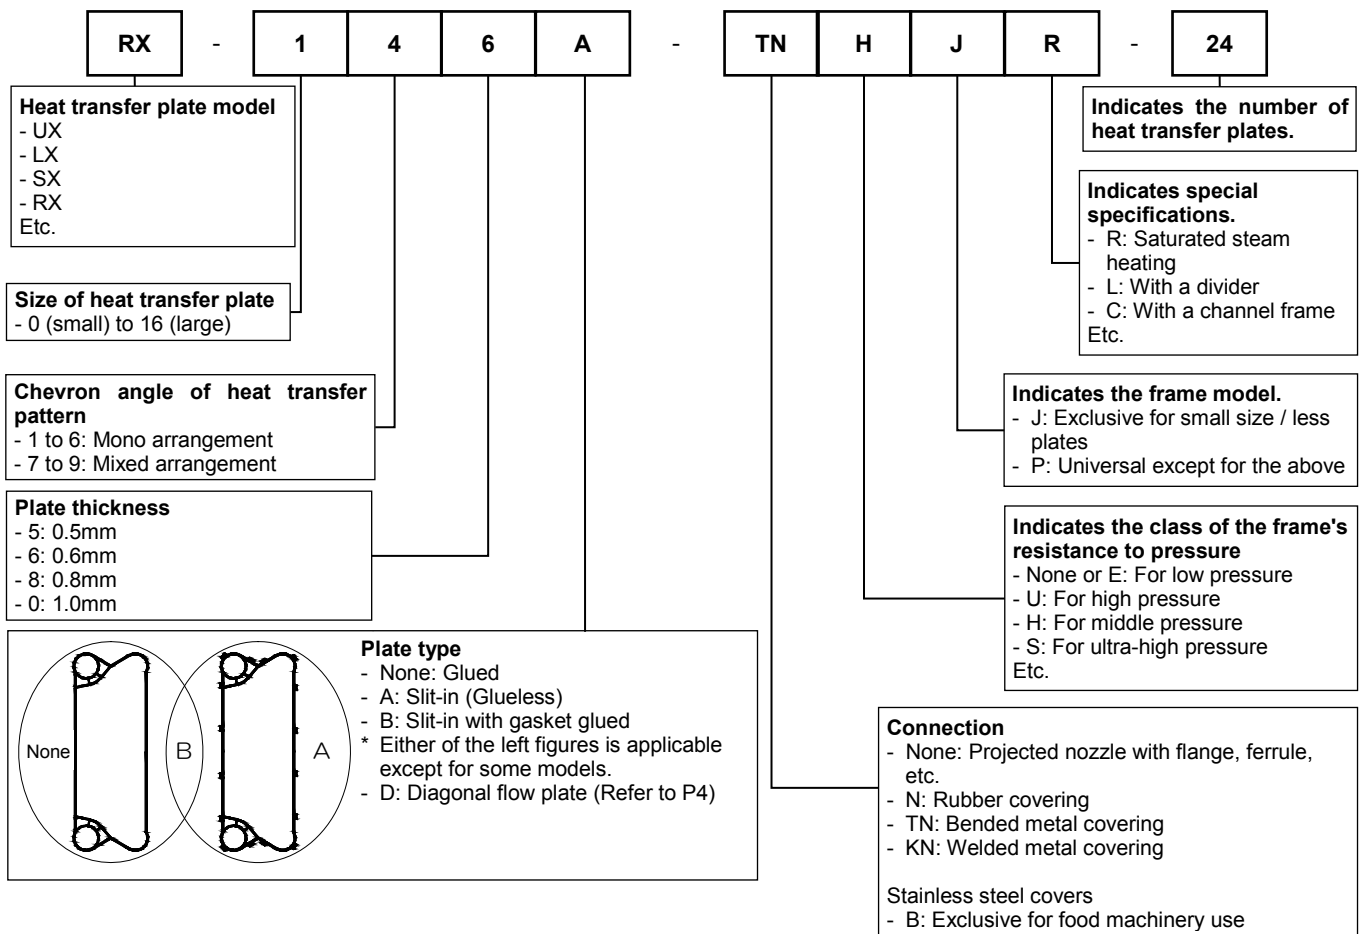 RX - 1 4 6 A - TN H J R - 24
Heat transfer plate model
- UX
- LX
- SX
- RX
Etc.
Size of heat transfer plate
- 0 (small) to 16 (large)
Chevron angle of heat transfer
pattern
- 1 to 6: Mono arrangement
- 7 to 9: Mixed arrangement
Plate thickness
- 5: 0.5mm
- 6: 0.6mm
- 8: 0.8mm
- 0: 1.0mm
None
B
A
Plate type
- None: Glued
- A: Slit-in (Glueless)
- B: Slit-in with gasket glued
* Either of the left figures is applicable
except for some models.
- D: Diagonal flow plate (Refer to P4)
Indicates the number of
heat transfer plates.
Indicates special
specifications.
- R: Saturated steam
heating
- L: With a divider
- C: With a channel frame
Etc.
Indicates the frame model.
- J: Exclusive for small size / less
plates
- P: Universal except for the above
Indicates the class of the frame's
resistance to pressure
- None or E: For low pressure
- U: For high pressure
- H: For middle pressure
- S: For ultra-high pressure
Etc.
Connection
- None: Projected nozzle with flange, ferrule,
etc.
- N: Rubber covering
- TN: Bended metal covering
- KN: Welded metal covering
Stainless steel covers
- B: Exclusive for food machinery use